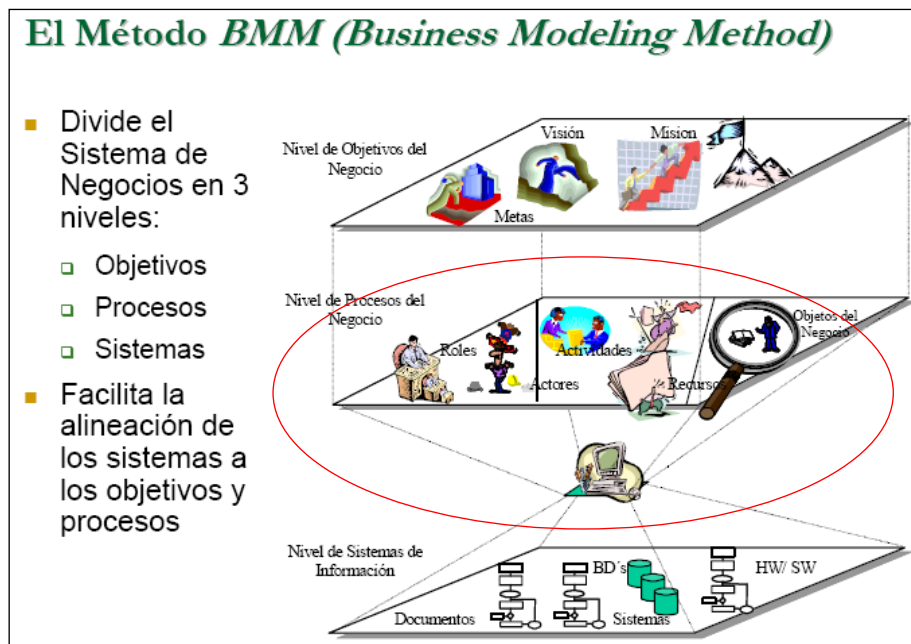 El Método BMM (Business Modeling Method)
Divide el
Sistema de
Negocios en 3
niveles:
Objetivos
Procesos
Sistemas
Facilita la
alineación de
los sistemas a
los objetivos y
procesos
Nivel de Objetivos del
Negocio
Visión
Mision
Metas
Nivel de Procesos del
Negocio
Roles
Actores
Actividades
Recursos
Objetos del
Negocio
Nivel de Sistemas de
Información
Documentos
BD´s
Sistemas
HW/ SW